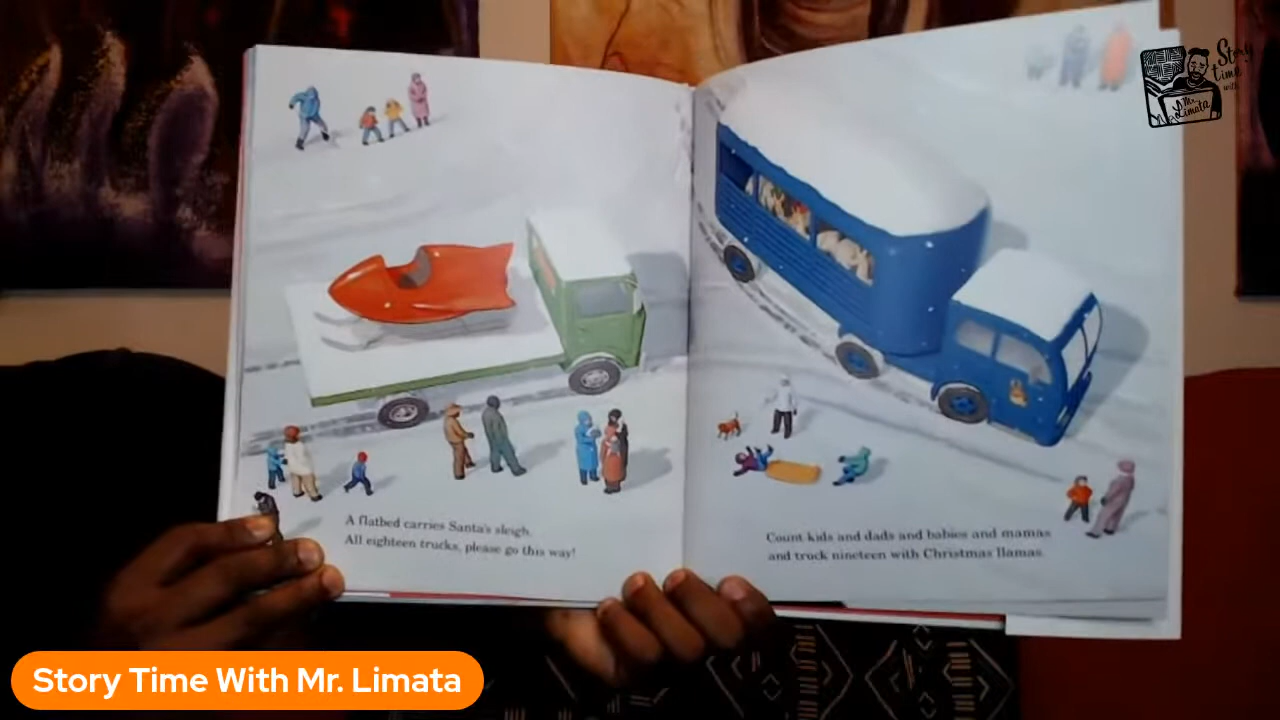 Story
time
with
Mr.
Limata
A flatbed carries Santa's sleigh.
All eighteen trucks, please go this way!
Count kids and dads and babies and mamas
and truck nineteen with Christmas llamas.
Story Time With Mr. Limata